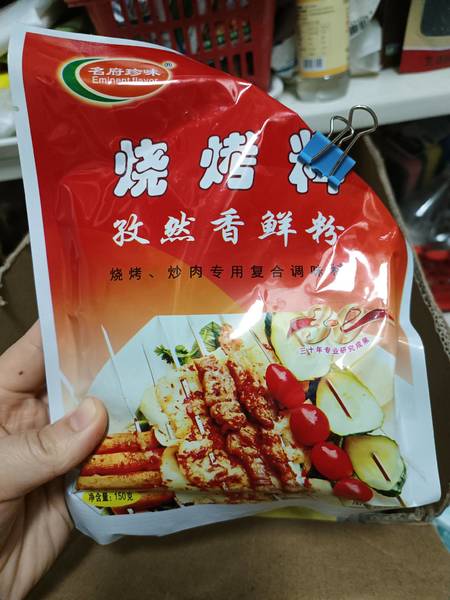 名府珍味®
Eminent flavor
烧烤料
孜然香鲜粉
烧烤、炒肉专用复合调味料
30
三十年专业研究成果
净含量:150克